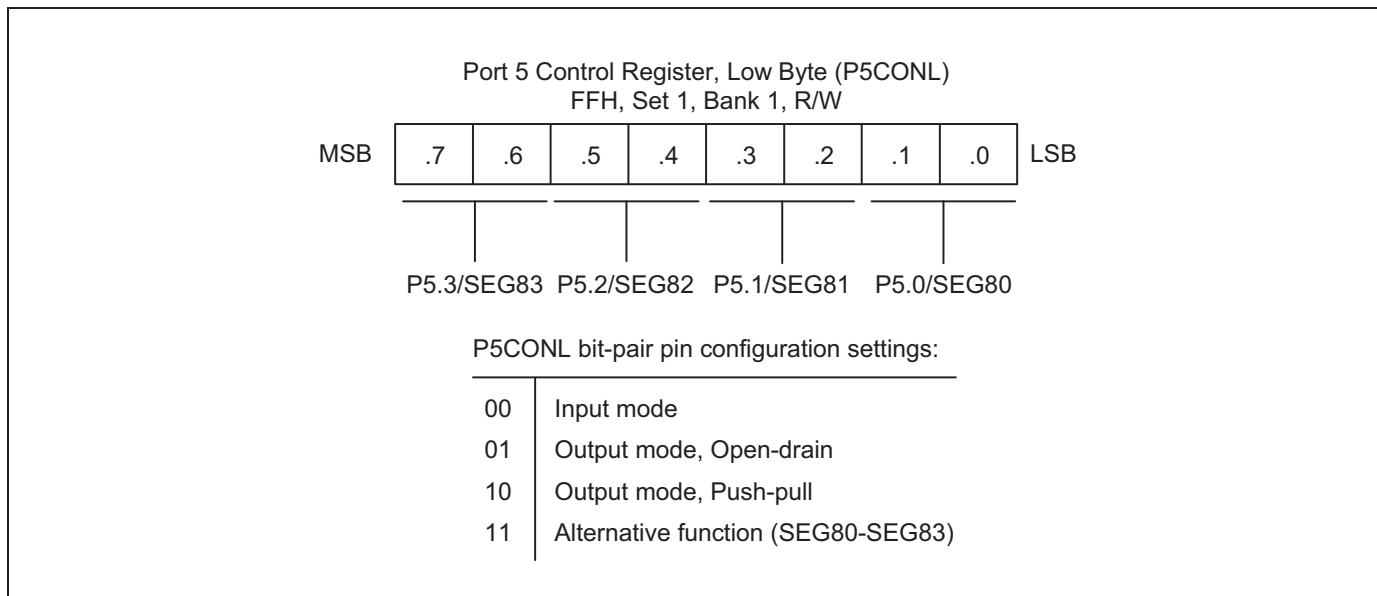 Port 5 Control Register, Low Byte (P5CONL)
FFH, Set 1, Bank 1, R/W
MSB .7 .6 .5 .4 .3 .2 .1 .0 LSB
P5.3/SEG83 P5.2/SEG82 P5.1/SEG81 P5.0/SEG80
P5CONL bit-pair pin configuration settings:
00 Input mode
01 Output mode, Open-drain
10 Output mode, Push-pull
11 Alternative function (SEG80-SEG83)